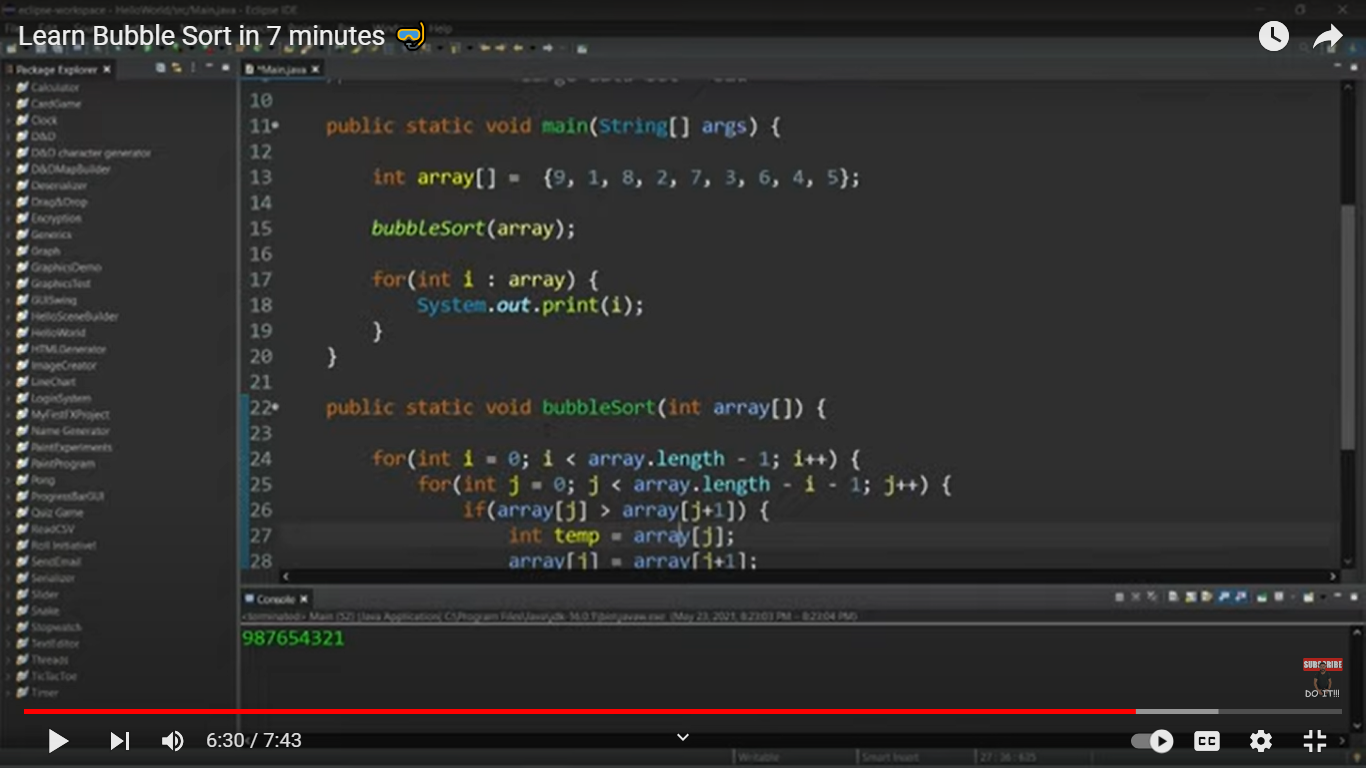 eclipse-workspace - HelloWorld/src/Main.java - Eclipse IDE
Learn Bubble Sort in 7 minutes 🤿
Help
Package Explorer
*Main.java
Calculator
CardGame
Clock
D&D
D&D character generator
D&DMapBuilder
Deserializer
Drag&Drop
Encryption
Generics
Graph
GraphicsDemo
GraphicsTest
GUISwing
HelloSceneBuilder
HelloWorld
HTMLGenerator
ImageCreator
LineChart
LoginSystem
MyFirstFXProject
Name Generator
PaintExperiments
PaintProgram
Pong
ProgressBarGUI
Quiz Game
ReadCSV
Roll Initiative!
SendEmail
Serializer
Slider
Snake
Stopwatch
TextEditor
Threads
TicTacToe
Timer
10
11 public static void main(String[] args) {
12
13 int array[] = {9, 1, 8, 2, 7, 3, 6, 4, 5};
14
15 bubbleSort(array);
16
17 for(int i : array) {
18 System.out.print(i);
19 }
20 }
21
22 public static void bubbleSort(int array[]) {
23
24 for(int i = 0; i < array.length - 1; i++) {
25 for(int j = 0; j < array.length - i - 1; j++) {
26 if(array[j] > array[j+1]) {
27 int temp = array[j];
28 array[j] = array[j+1];
Console
<terminated> Main (52) [Java Application] C:\Program Files\Java\jdk-16.0.1\bin\javaw.exe (May 23, 2021, 8:23:03 PM – 8:23:04 PM)
987654321
SUBSCRIBE
DO IT!!!
6:30 / 7:43
CC
Writable
Smart Insert
27 : 36 : 635